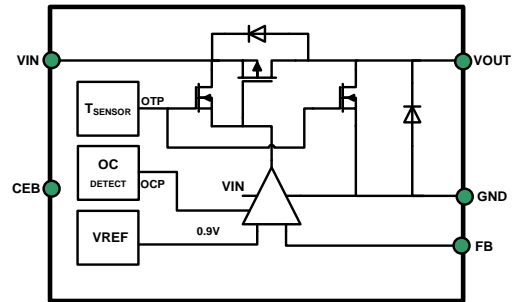 VIN
VOUT
TSENSOR
OTP
OC
DETECT
OCP
CEB
VIN
GND
VREF
0.9V
FB